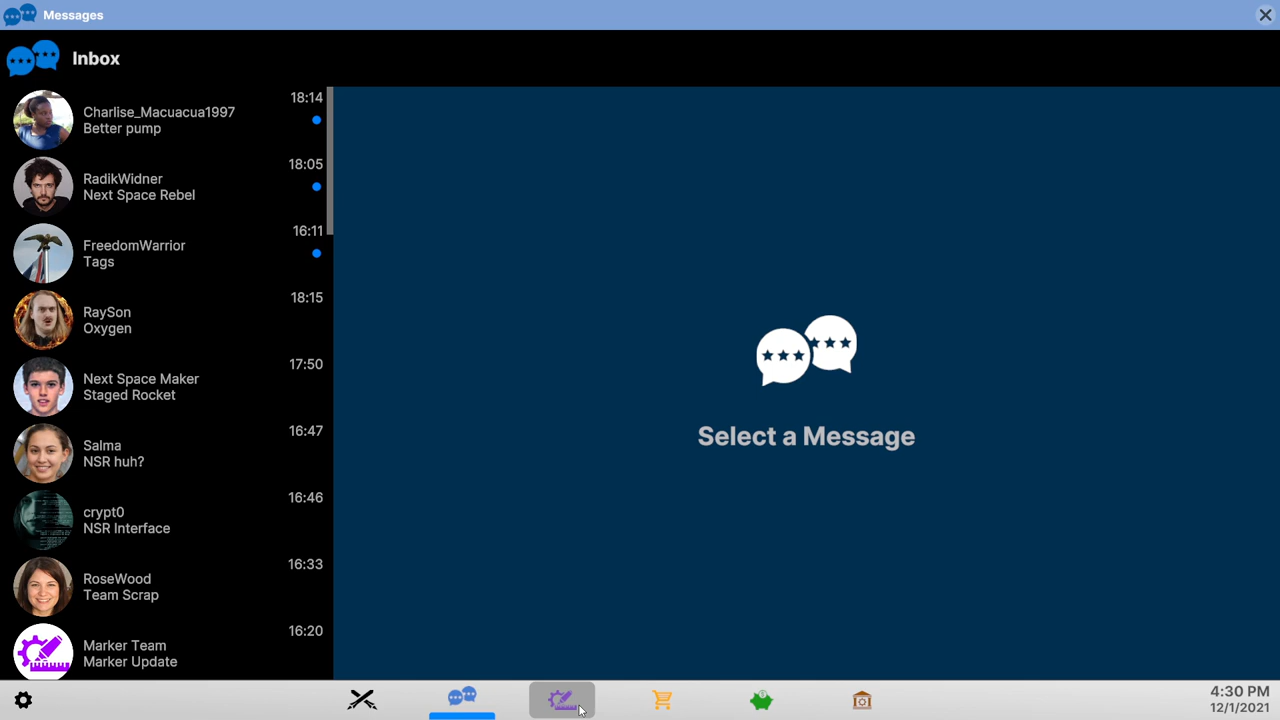 Messages
Inbox
18:14
Charlise_Macuacua1997
Better pump
18:05
RadikWidner
Next Space Rebel
16:11
FreedomWarrior
Tags
18:15
RaySon
Oxygen
17:50
Next Space Maker
Staged Rocket
16:47
Salma
NSR huh?
16:46
crypt0
NSR Interface
16:33
RoseWood
Team Scrap
16:20
Marker Team
Marker Update
Select a Message
4:30 PM
12/1/2021